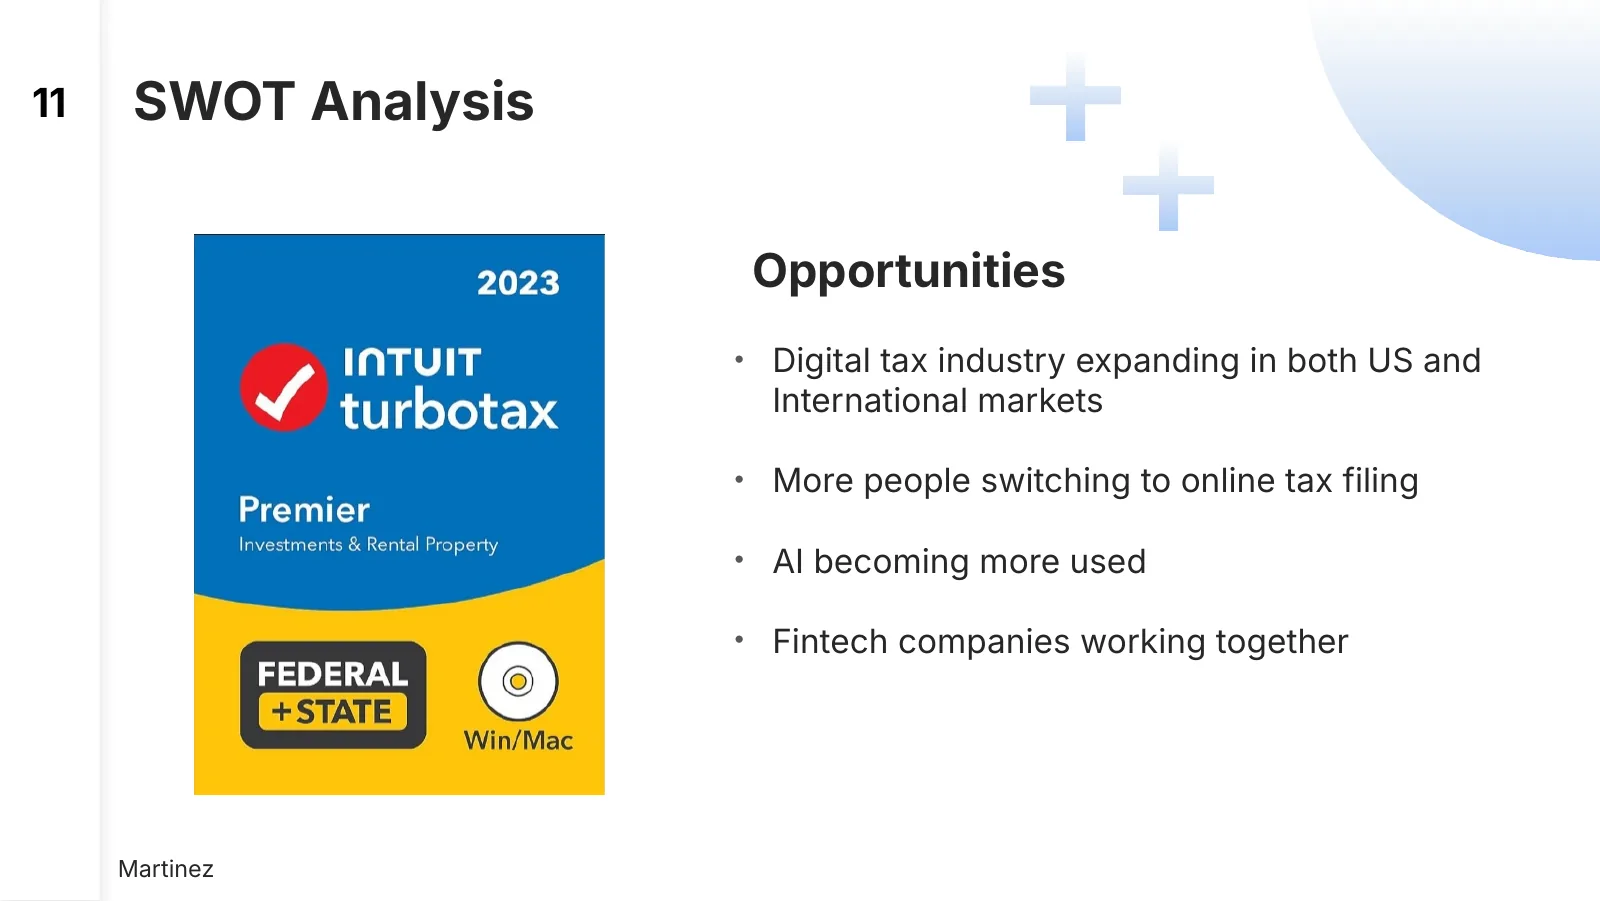 11
SWOT Analysis
2023
INTUIT
turbotax
Premier
Investments & Rental Property
FEDERAL
+STATE
Win/Mac
Opportunities
• Digital tax industry expanding in both US and
International markets
• More people switching to online tax filing
• AI becoming more used
• Fintech companies working together
Martinez